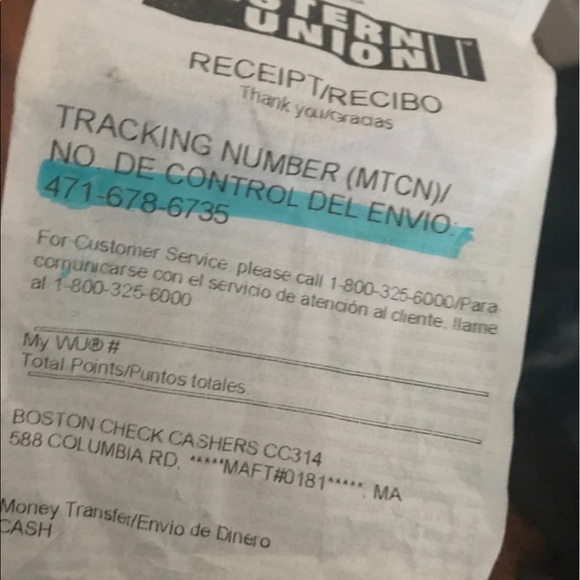 UNION
RECEIPT/RECIBO
Thank you/Gracias
TRACKING NUMBER (MTCN)/
NO. DE CONTROL DEL ENVIO:
471-678-6735
For Customer Service, please call 1-800-325-6000/Para
comunicarse con el servicio de atención al cliente, llame
al 1-800-325-6000
My WU® #
Total Points/Puntos totales
BOSTON CHECK CASHERS CC314
588 COLUMBIA RD, *****MAFT#0181*****, MA
Money Transfer/Envio de Dinero
CASH